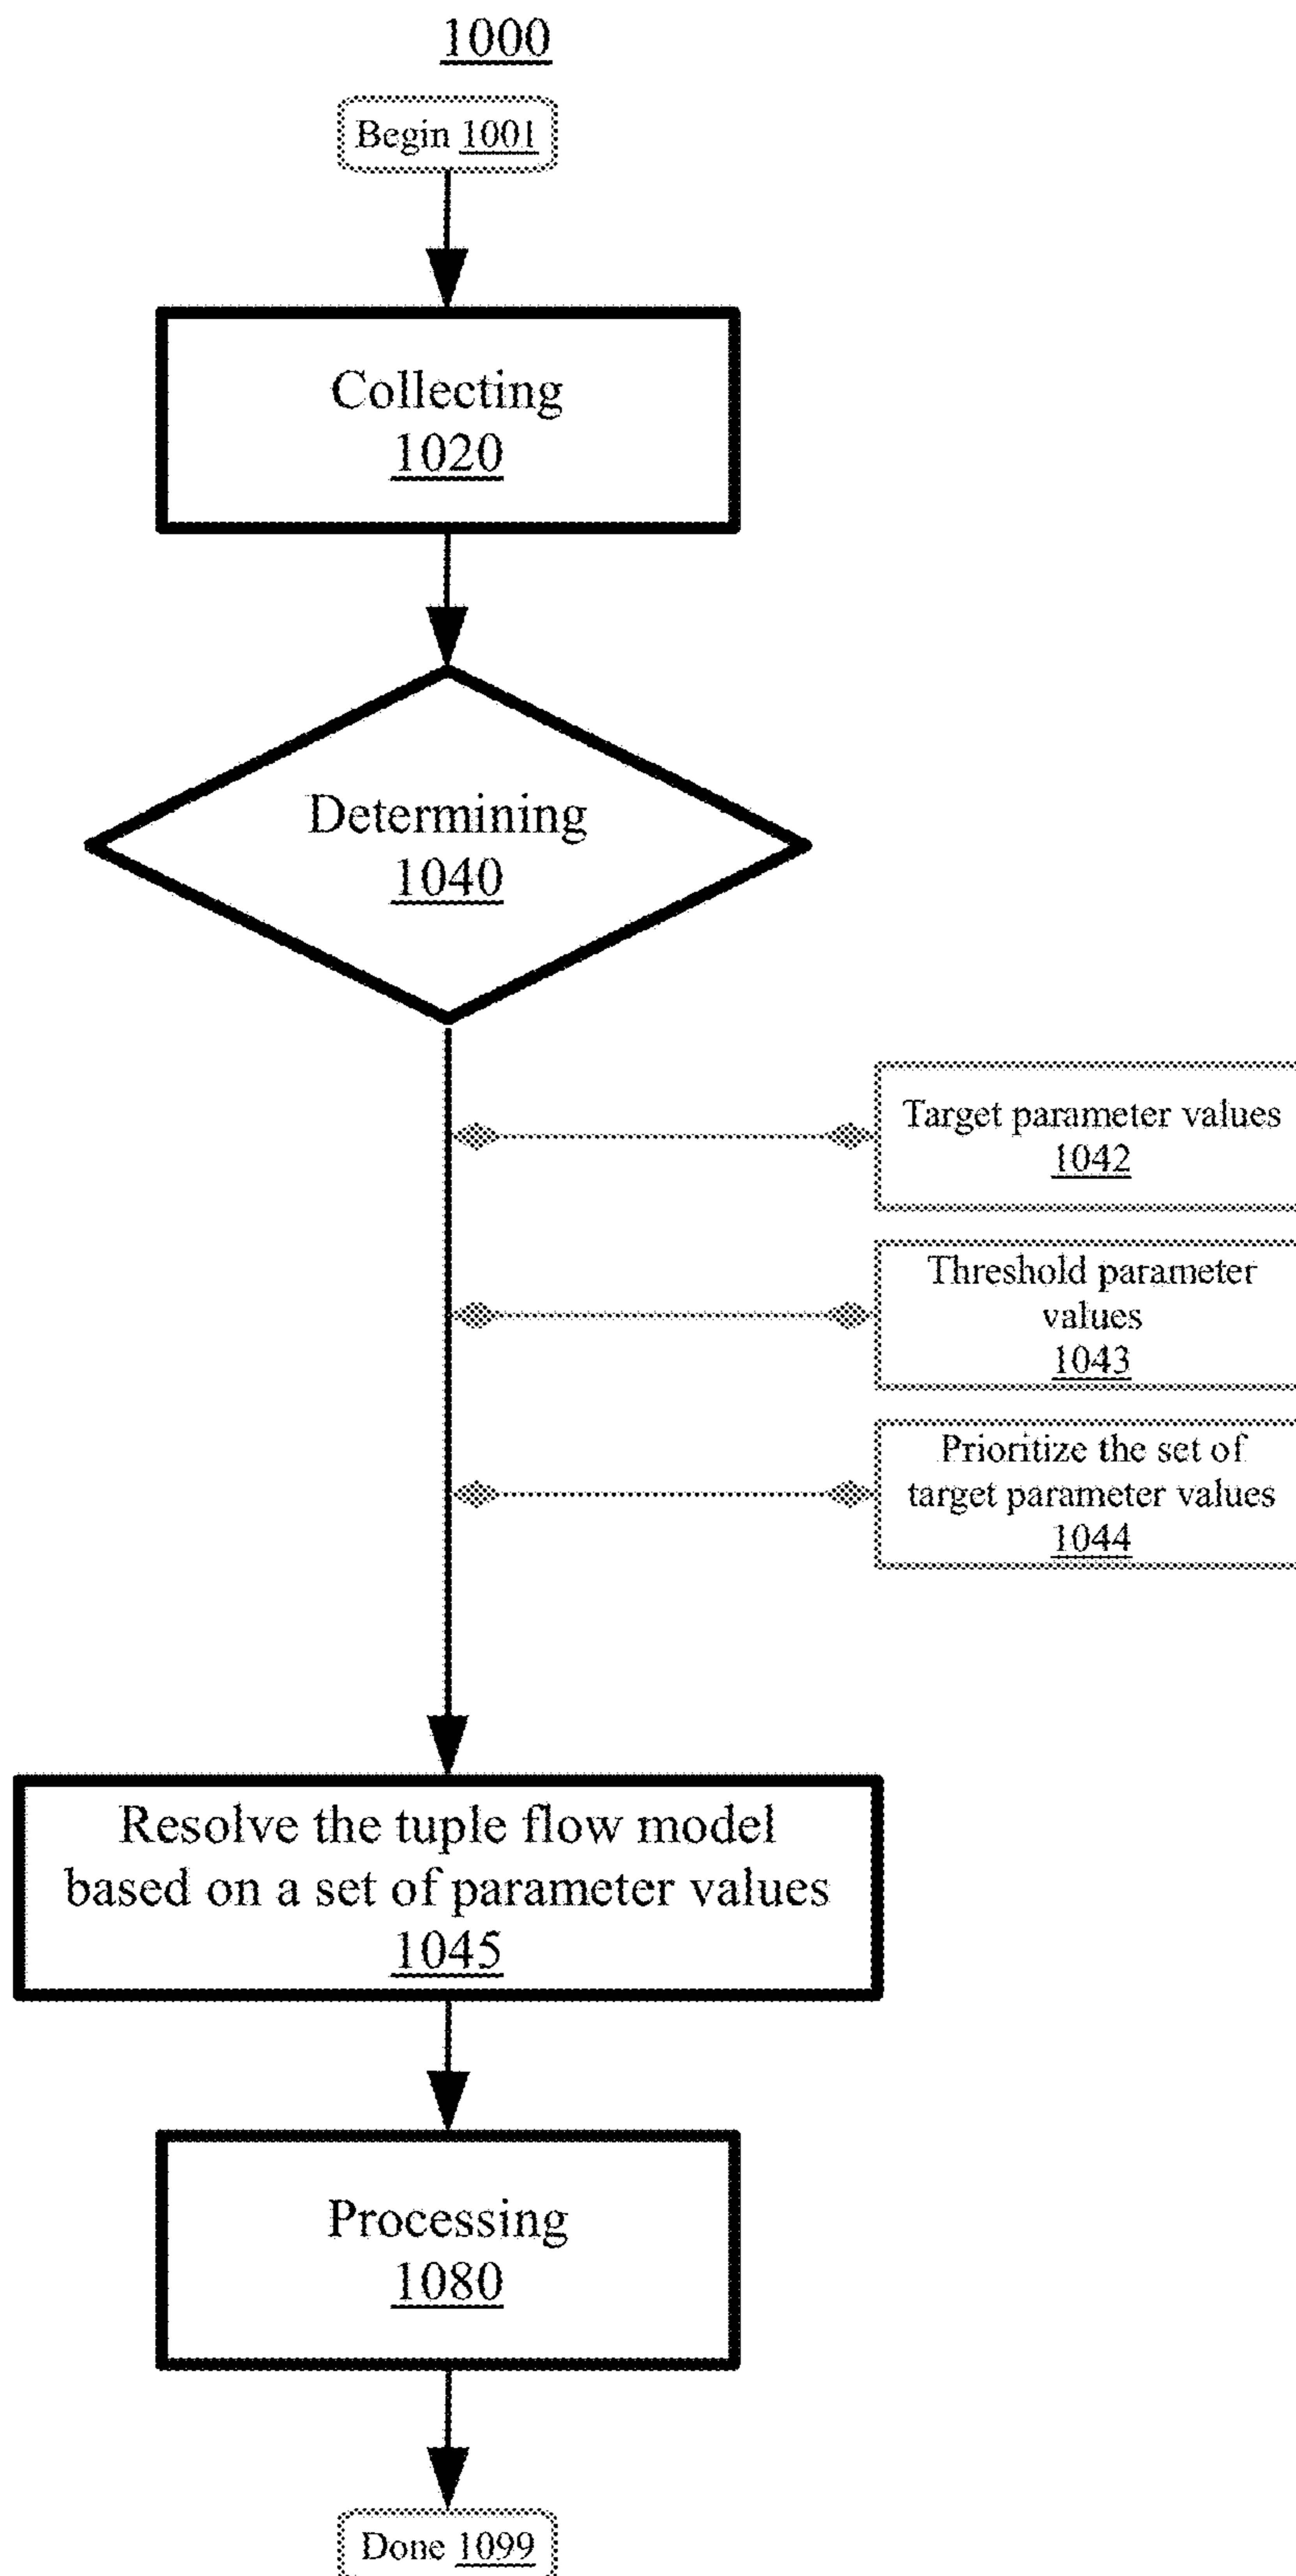 1000
Begin 1001
Collecting
1020
Determining
1040
Target parameter values
1042
Threshold parameter
values
1043
Prioritize the set of
target parameter values
1044
Resolve the tuple flow model
based on a set of parameter values
1045
Processing
1080
Done 1099